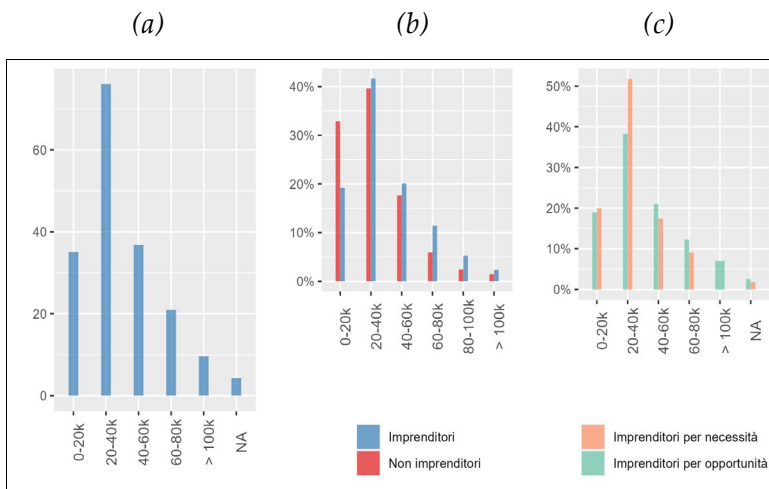 (a)
(b)
(c)
60
40
20
0
0-20k
20-40k
40-60k
60-80k
> 100k
NA
40%
30%
20%
10%
0%
0-20k
20-40k
40-60k
60-80k
80-100k
> 100k
50%
40%
30%
20%
10%
0%
0-20k
20-40k
40-60k
60-80k
> 100k
NA
Imprenditori
Non imprenditori
Imprenditori per necessità
Imprenditori per opportunità